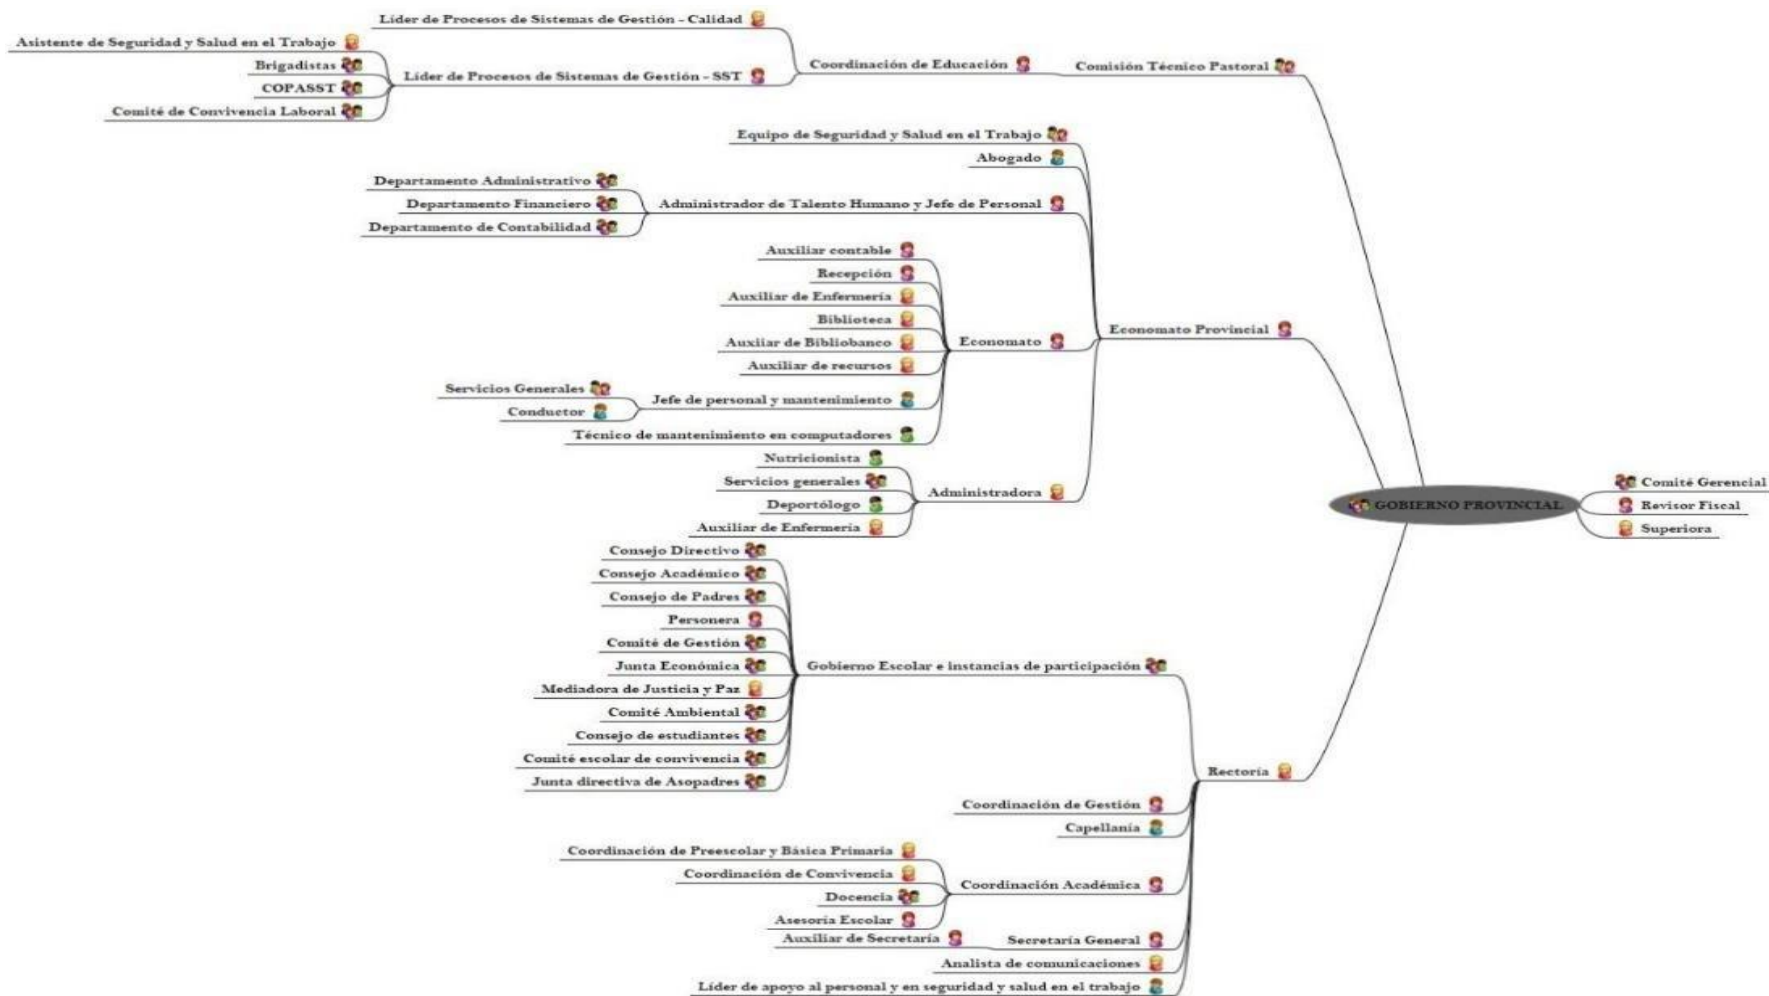 Líder de Procesos de Sistemas de Gestión - Calidad
Asistente de Seguridad y Salud en el Trabajo
Brigadistas
COPASST
Comité de Convivencia Laboral
Líder de Procesos de Sistemas de Gestión - SST
Coordinación de Educación
Comisión Técnico Pastoral
Equipo de Seguridad y Salud en el Trabajo
Abogado
Departamento Administrativo
Departamento Financiero
Departamento de Contabilidad
Administrador de Talento Humano y Jefe de Personal
Auxiliar contable
Recepción
Auxiliar de Enfermería
Biblioteca
Auxiiar de Bibliobanco
Auxiliar de recursos
Servicios Generales
Conductor
Jefe de personal y mantenimiento
Técnico de mantenimiento en computadores
Economato
Economato Provincial
Nutricionista
Servicios generales
Deportólogo
Auxiliar de Enfermería
Administradora
GOBIERNO PROVINCIAL
Comité Gerencial
Revisor Fiscal
Superiora
Consejo Directivo
Consejo Académico
Consejo de Padres
Personera
Comité de Gestión
Junta Económica
Mediadora de Justicia y Paz
Comité Ambiental
Consejo de estudiantes
Comité escolar de convivencia
Junta directiva de Asopadres
Gobierno Escolar e instancias de participación
Rectoría
Coordinación de Gestión
Capellanía
Coordinación de Preescolar y Básica Primaria
Coordinación de Convivencia
Docencia
Asesoría Escolar
Coordinación Académica
Auxiliar de Secretaría
Secretaría General
Analista de comunicaciones
Líder de apoyo al personal y en seguridad y salud en el trabajo